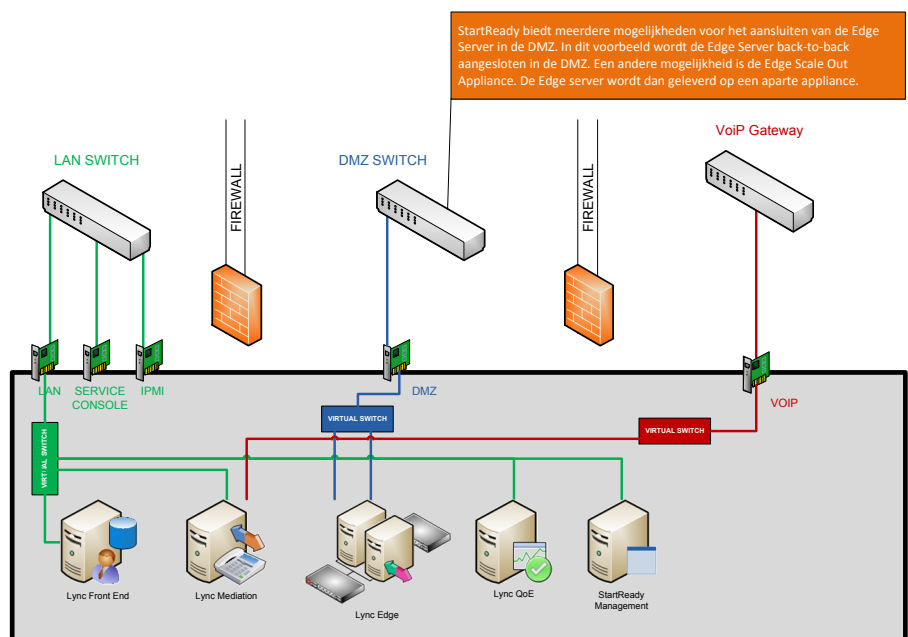 StartReady biedt meerdere mogelijkheden voor het aansluiten van de Edge
Server in de DMZ. In dit voorbeeld wordt de Edge Server back-to-back
aangesloten in de DMZ. Een andere mogelijkheid is de Edge Scale Out
Appliance. De Edge server wordt dan geleverd op een aparte appliance.
LAN SWITCH
FIREWALL
DMZ SWITCH
FIREWALL
VoiP Gateway
LAN
SERVICE
CONSOLE
IPMI
DMZ
VOIP
VIRTUAL SWITCH
VIRTUAL SWITCH
VIRTUAL SWITCH
Lync Front End
Lync Mediation
Lync Edge
Lync QoE
StartReady
Management